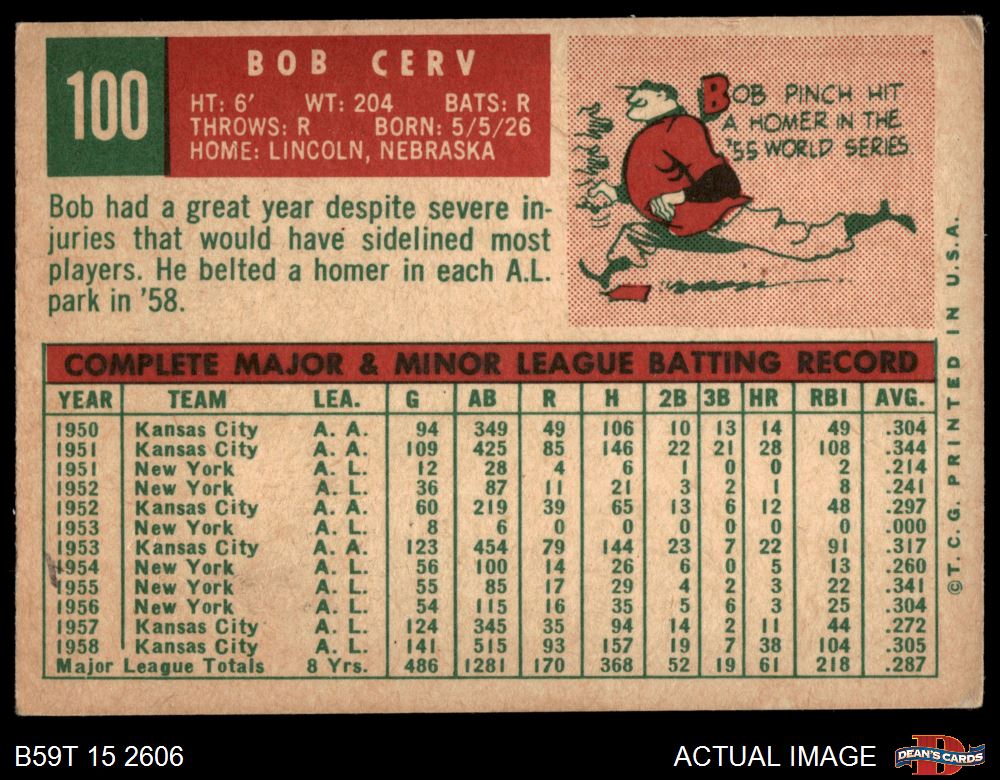 100
BOB CERV
HT: 6' WT: 204 BATS: R
THROWS: R BORN: 5/5/26
HOME: LINCOLN, NEBRASKA
BOB PINCH HIT
A HOMER IN THE
'55 WORLD SERIES.
Bob had a great year despite severe in-
juries that would have sidelined most
players. He belted a homer in each A.L.
park in '58.
COMPLETE MAJOR & MINOR LEAGUE BATTING RECORD
YEAR TEAM LEA. G AB R H 2B 3B HR RBI AVG.
1950 Kansas City A. A. 94 349 49 106 10 13 14 49 .304
1951 Kansas City A. A. 109 425 85 146 22 21 28 108 .344
1951 New York A. L. 12 28 4 6 1 0 0 2 .214
1952 New York A. L. 36 87 11 21 3 2 1 8 .241
1952 Kansas City A. A. 60 219 39 65 13 6 12 48 .297
1953 New York A. L. 8 6 0 0 0 0 0 0 .000
1953 Kansas City A. A. 123 454 79 144 23 7 22 91 .317
1954 New York A. L. 56 100 14 26 6 0 5 13 .260
1955 New York A. L. 55 85 17 29 4 2 3 22 .341
1956 New York A. L. 54 115 16 35 5 6 3 25 .304
1957 Kansas City A. L. 124 345 35 94 14 2 11 44 .272
1958 Kansas City A. L. 141 515 93 157 19 7 38 104 .305
Major League Totals 8 Yrs. 486 1281 170 368 52 19 61 218 .287
© T. C. G. PRINTED IN U.S.A.
B59T 15 2606
ACTUAL IMAGE
D
DEAN'S CARDS